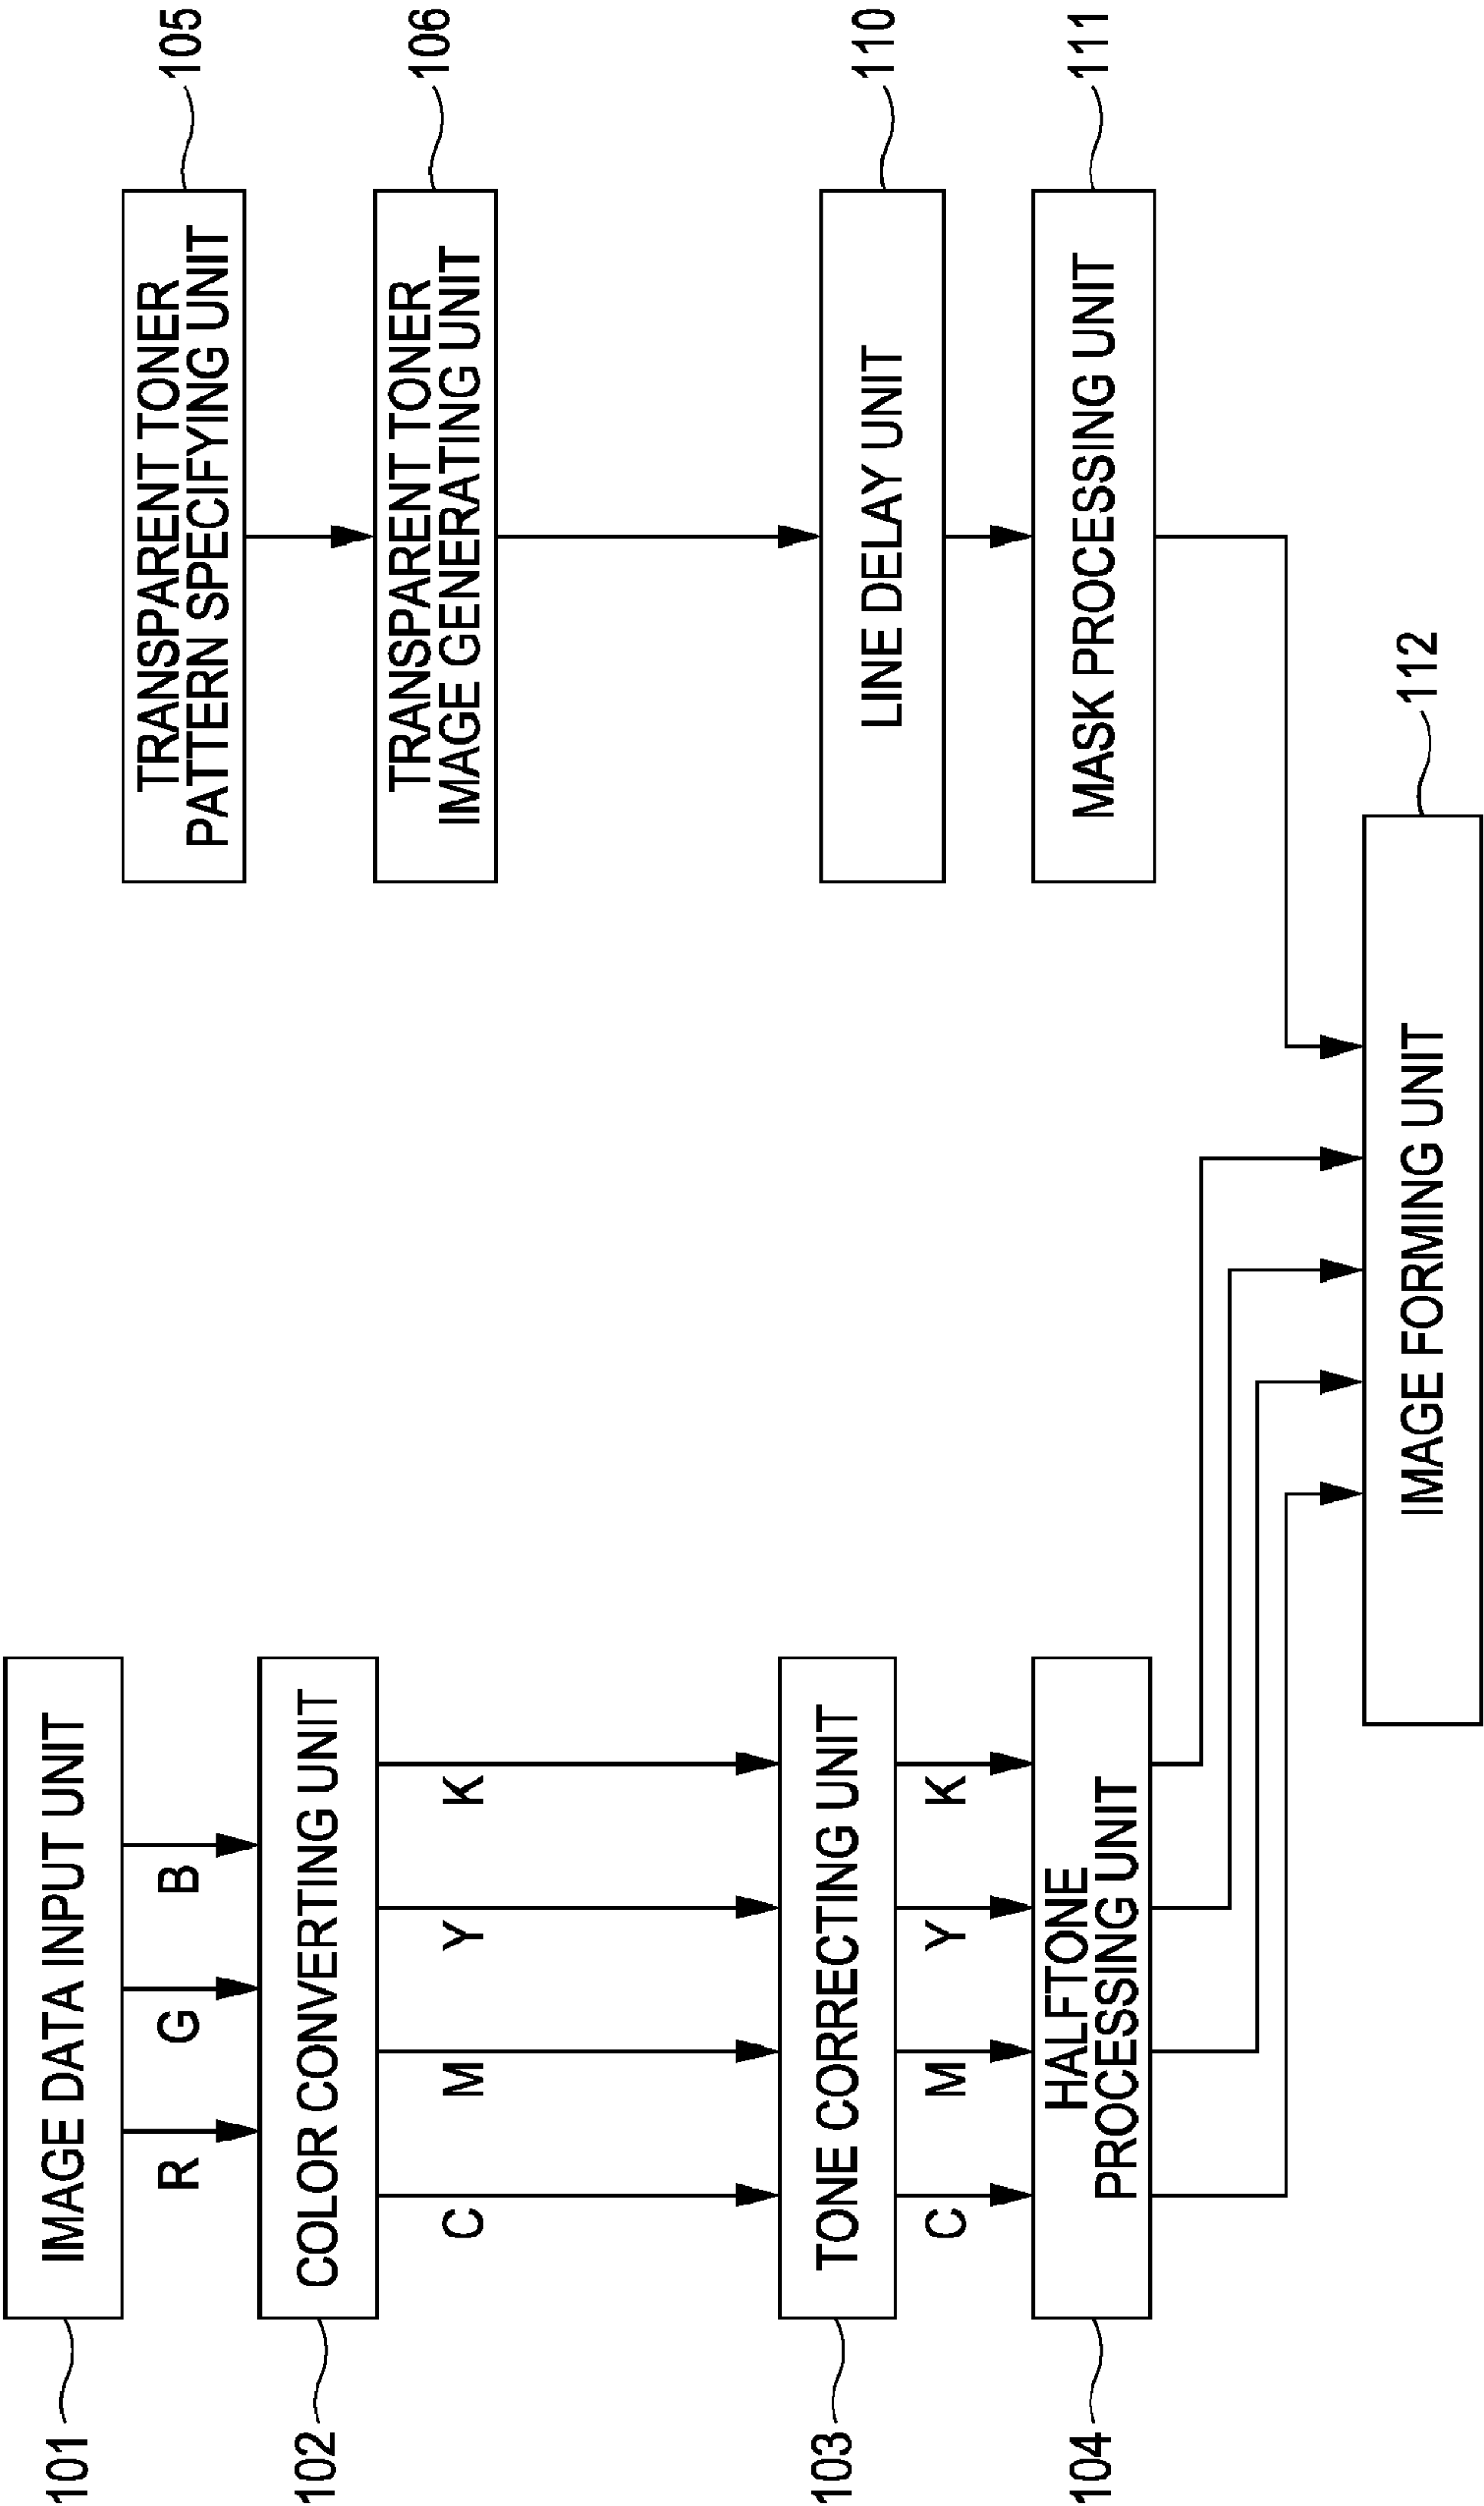 101
IMAGE DATA INPUT UNIT
R
G
B
102
COLOR CONVERTING UNIT
C
M
Y
K
103
TONE CORRECTING UNIT
C
M
Y
K
104
HALFTONE
PROCESSING UNIT
TRANSPARENT TONER
PATTERN SPECIFYING UNIT
105
TRANSPARENT TONER
IMAGE GENERATING UNIT
106
LINE DELAY UNIT
110
MASK PROCESSING UNIT
111
IMAGE FORMING UNIT
112